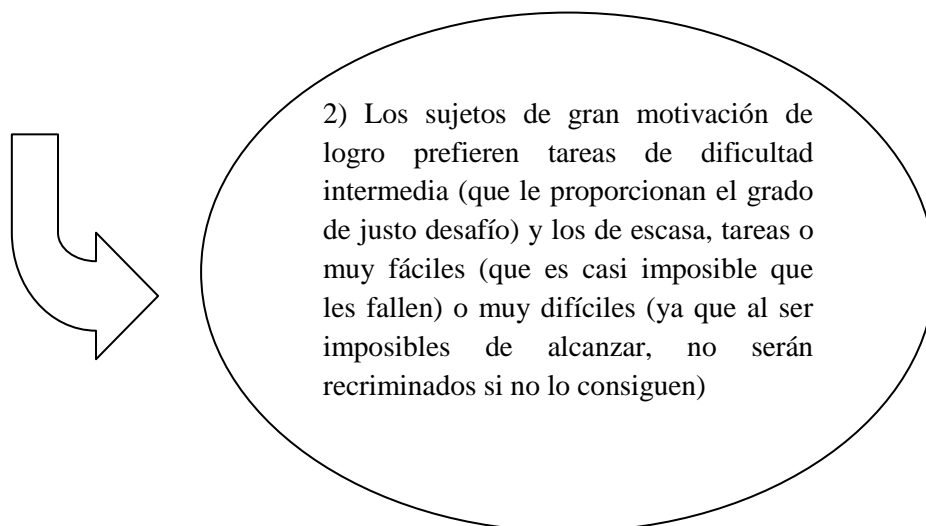 2) Los sujetos de gran motivación de
logro prefieren tareas de dificultad
intermedia (que le proporcionan el grado
de justo desafío) y los de escasa, tareas o
muy fáciles (que es casi imposible que
les fallen) o muy difíciles (ya que al ser
imposibles de alcanzar, no serán
recriminados si no lo consiguen)